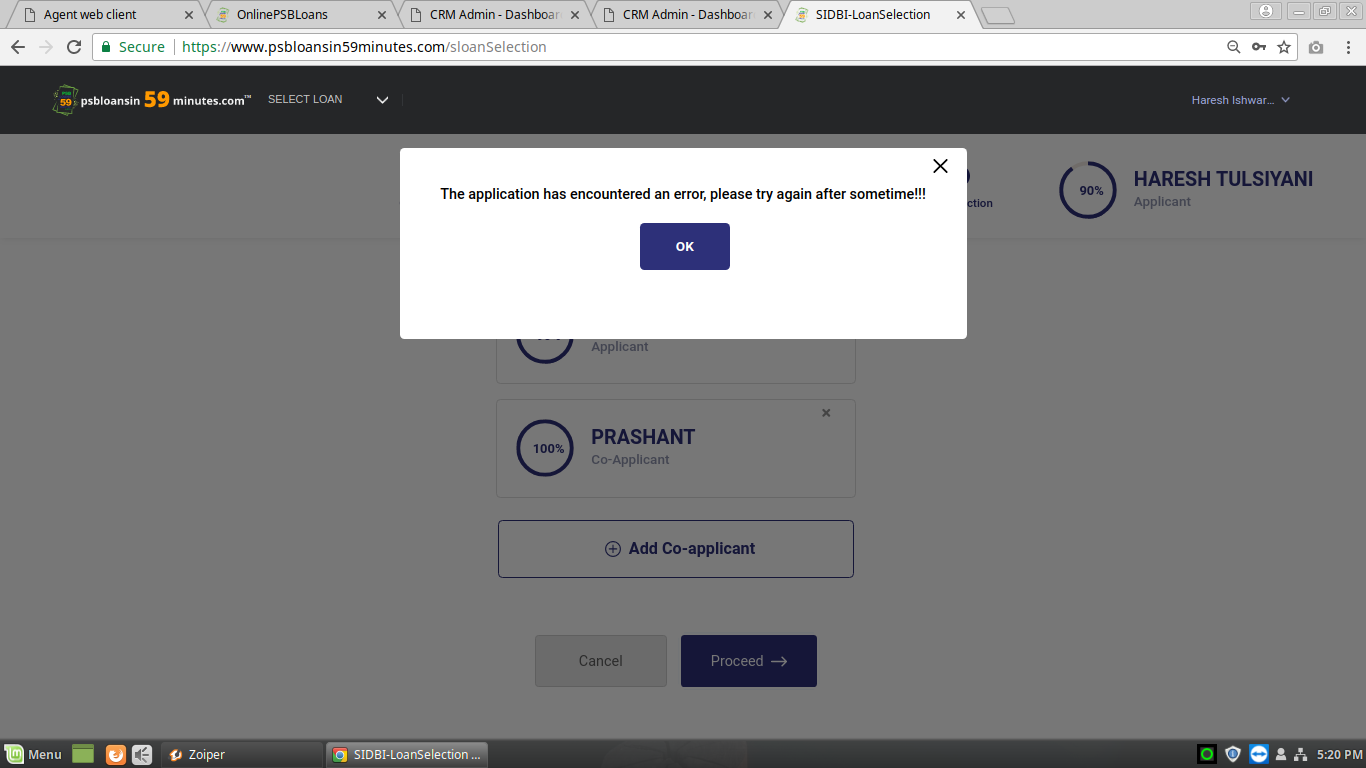 Agent web client
OnlinePSBLoans
CRM Admin - Dashboar
CRM Admin - Dashboar
SIDBI-LoanSelection
Secure
https://www.psbloansin59minutes.com/sloanSelection
PSB
59
psbloansin 59 minutes.com™
SELECT LOAN
Haresh Ishwar...
The application has encountered an error, please try again after sometime!!!
OK
ction
90%
HARESH TULSIYANI
Applicant
Applicant
100%
PRASHANT
Co-Applicant
Add Co-applicant
Cancel
Proceed
Menu
Zoiper
SIDBI-LoanSelection ...
5:20 PM